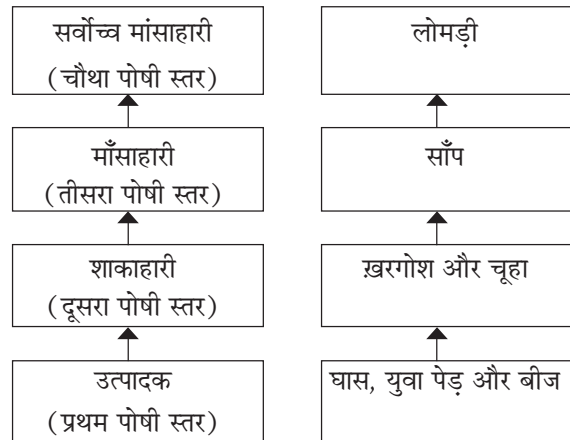 सर्वोच्च मांसाहारी
(चौथा पोषी स्तर)
लोमड़ी
माँसाहारी
(तीसरा पोषी स्तर)
साँप
शाकाहारी
(दूसरा पोषी स्तर)
ख़रगोश और चूहा
उत्पादक
(प्रथम पोषी स्तर)
घास, युवा पेड़ और बीज